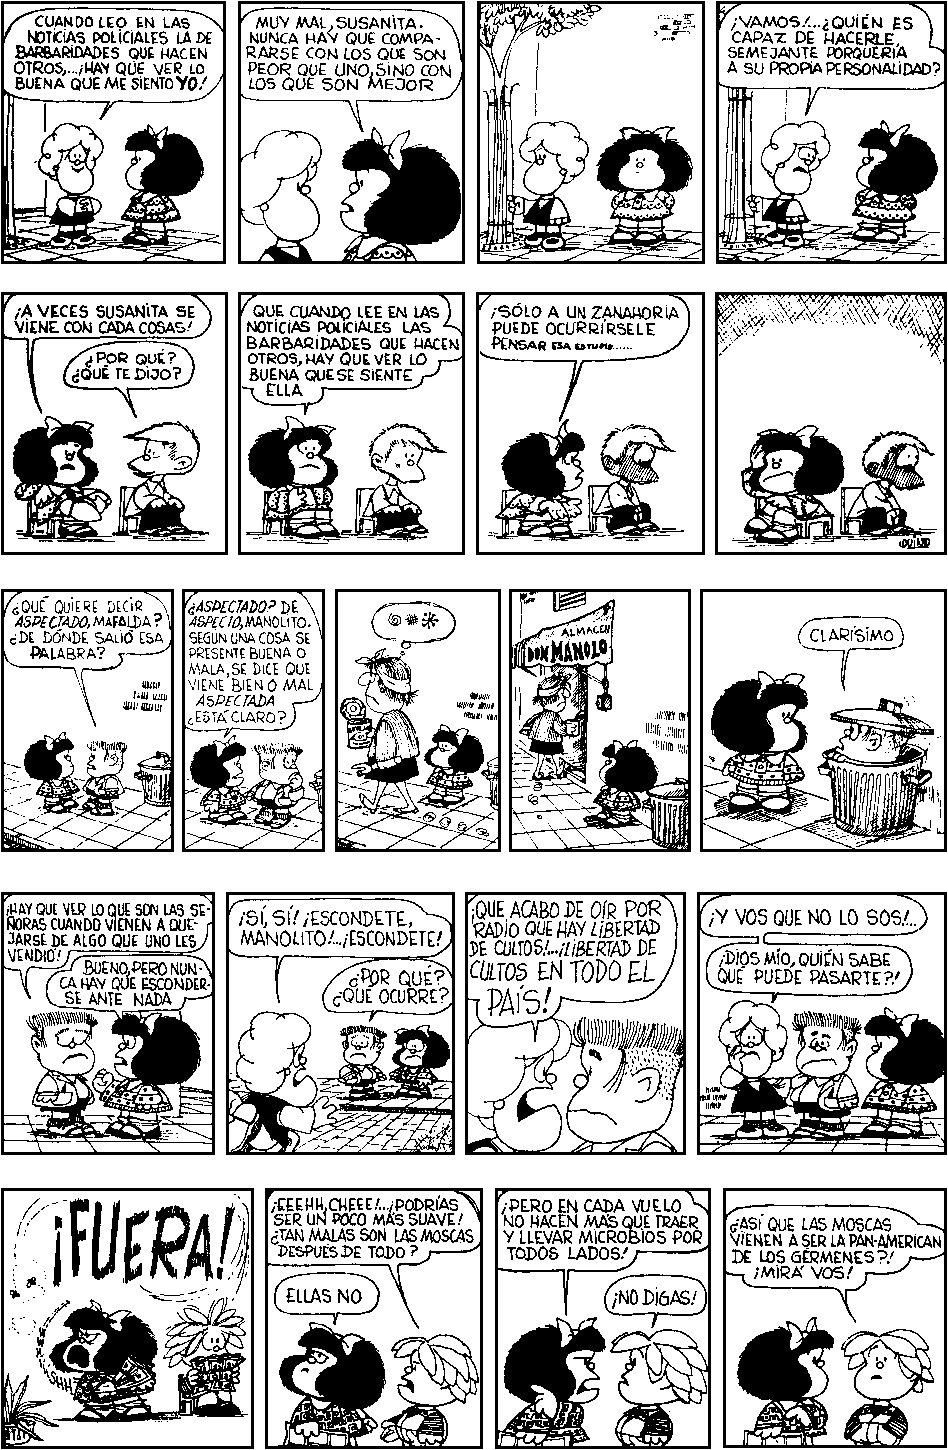 CUANDO LEO EN LAS
NOTICIAS POLICIALES LA DE
BARBARIDADES QUE HACEN
OTROS,...¡HAY QUE VER LO
BUENA QUE ME SIENTO YO!
MUY MAL, SUSANITA.
NUNCA HAY QUE COMPA-
RARSE CON LOS QUE SON
PEOR QUE UNO, SINO CON
LOS QUE SON MEJOR
¡VAMOS!...¿QUIÉN ES
CAPAZ DE HACERLE
SEMEJANTE PORQUERÍA
A SU PROPIA PERSONALIDAD?
¡A VECES SUSANITA SE
VIENE CON CADA COSAS!
¿POR QUÉ?
¿QUÉ TE DIJO?
QUE CUANDO LEE EN LAS
NOTICIAS POLICIALES LAS
BARBARIDADES QUE HACEN
OTROS, HAY QUE VER LO
BUENA QUE SE SIENTE
ELLA
¡SÓLO A UN ZANAHORIA
PUEDE OCURRÍRSELE
PENSAR ESA ESTUPID.....
QUINO
¿QUÉ QUIERE DECIR
ASPECTADO, MAFALDA?
¿DE DÓNDE SALIÓ ESA
PALABRA?
¿ASPECTADO? DE
ASPECTO, MANOLITO.
SEGÚN UNA COSA SE
PRESENTE BUENA O
MALA, SE DICE QUE
VIENE BIEN O MAL
ASPECTADA
¿ESTÁ CLARO?
ALMACEN
DON MANOLO
CLARÍSIMO
¡HAY QUE VER LO QUE SON LAS SE-
ÑORAS CUANDO VIENEN A QUE-
JARSE DE ALGO QUE UNO LES
VENDIÓ!
BUENO, PERO NUN-
CA HAY QUE ESCONDER-
SE ANTE NADA
¡SÍ, SÍ! ¡ESCONDETE,
MANOLITO!...¡ESCONDETE!
¿POR QUÉ?
¿QUÉ OCURRE?
¡QUE ACABO DE OÍR POR
RADIO QUE HAY LIBERTAD
DE CULTOS!...¡LIBERTAD DE
CULTOS EN TODO EL
PAÍS!
¡Y VOS QUE NO LO SOS!...
¡DIOS MÍO, QUIÉN SABE
QUÉ PUEDE PASARTE?!
¡FUERA!
¡EEEHH, CHEEE!...¡PODRÍAS
SER UN POCO MÁS SUAVE!
¿TAN MALAS SON LAS MOSCAS
DESPUÉS DE TODO?
ELLAS NO
¡PERO EN CADA VUELO
NO HACEN MÁS QUE TRAER
Y LLEVAR MICROBIOS POR
TODOS LADOS!
¡NO DIGAS!
¿ASÍ QUE LAS MOSCAS
VIENEN A SER LA PAN-AMERICAN
DE LOS GÉRMENES?!
¡MIRÁ VOS!